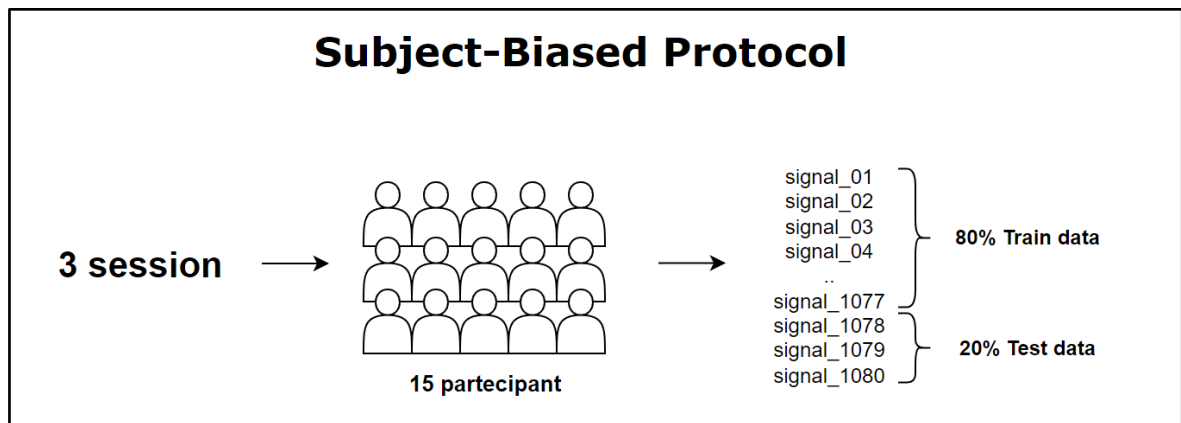 Subject-Biased Protocol
3 session
15 partecipant
signal_01
signal_02
signal_03
signal_04
..
signal_1077
signal_1078
signal_1079
signal_1080
80% Train data
20% Test data